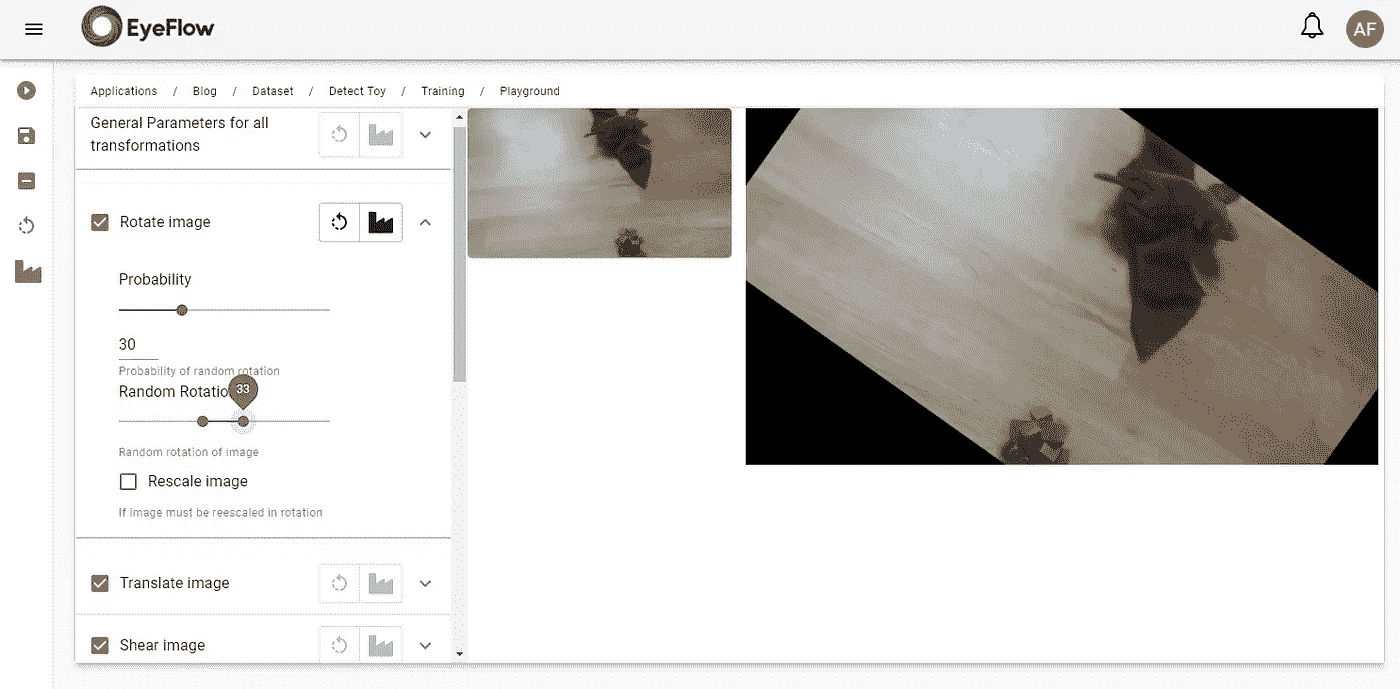 EyeFlow
AF
Applications / Blog / Dataset / Detect Toy / Training / Playground
General Parameters for all
transformations
Rotate image
Probability
30
Probability of random rotation
Random Rotatio
33
Random rotation of image
Rescale image
If image must be reescaled in rotation
Translate image
Shear image